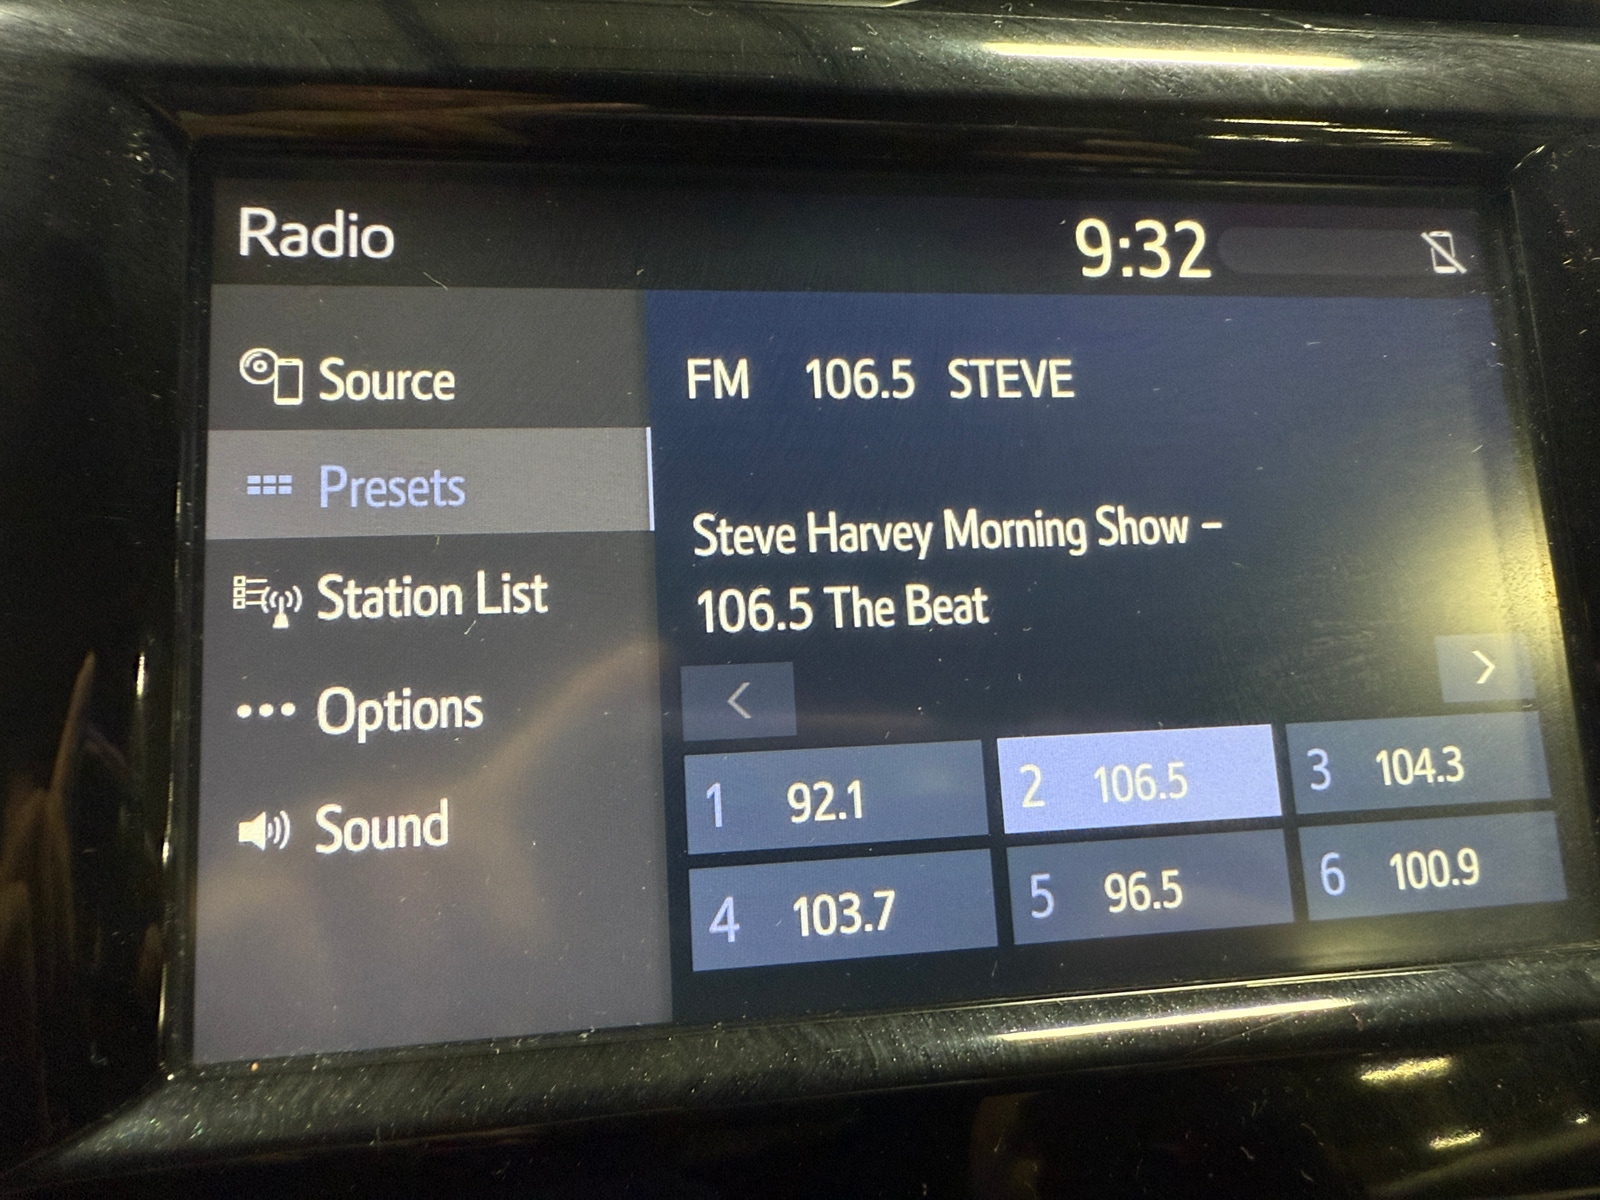 Radio
9:32
Source
Presets
Station List
Options
Sound
FM 106.5 STEVE
Steve Harvey Morning Show –
106.5 The Beat
1 92.1
2 106.5
3 104.3
4 103.7
5 96.5
6 100.9